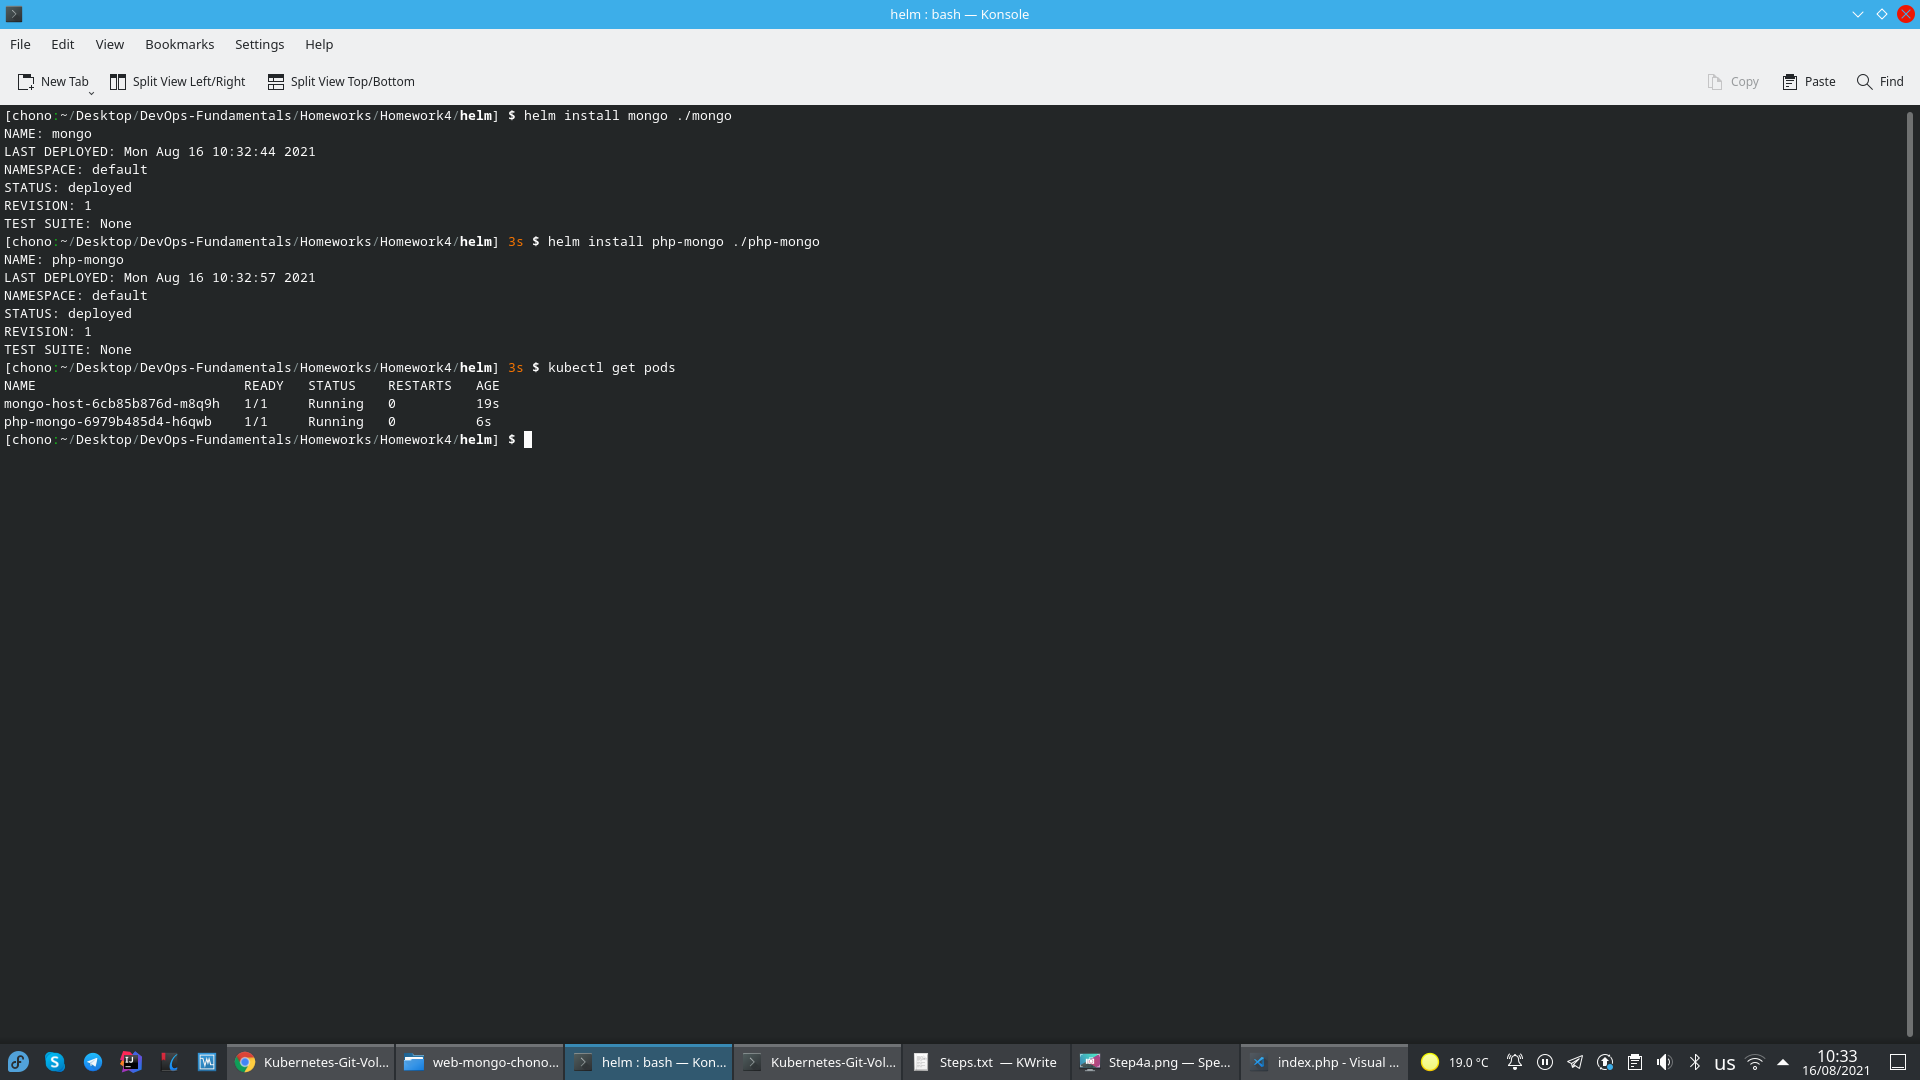 helm : bash — Konsole
File Edit View Bookmarks Settings Help
New Tab Split View Left/Right Split View Top/Bottom Copy Paste Find
[chono:~/Desktop/DevOps-Fundamentals/Homeworks/Homework4/helm] $ helm install mongo ./mongo
NAME: mongo
LAST DEPLOYED: Mon Aug 16 10:32:44 2021
NAMESPACE: default
STATUS: deployed
REVISION: 1
TEST SUITE: None
[chono:~/Desktop/DevOps-Fundamentals/Homeworks/Homework4/helm] 3s $ helm install php-mongo ./php-mongo
NAME: php-mongo
LAST DEPLOYED: Mon Aug 16 10:32:57 2021
NAMESPACE: default
STATUS: deployed
REVISION: 1
TEST SUITE: None
[chono:~/Desktop/DevOps-Fundamentals/Homeworks/Homework4/helm] 3s $ kubectl get pods
NAME READY STATUS RESTARTS AGE
mongo-host-6cb85b876d-m8q9h 1/1 Running 0 19s
php-mongo-6979b485d4-h6qwb 1/1 Running 0 6s
[chono:~/Desktop/DevOps-Fundamentals/Homeworks/Homework4/helm] $
Kubernetes-Git-Vol... web-mongo-chono... helm : bash — Kon... Kubernetes-Git-Vol... Steps.txt — KWrite Step4a.png — Spe... index.php - Visual ... 19.0 °C us 10:33
16/08/2021